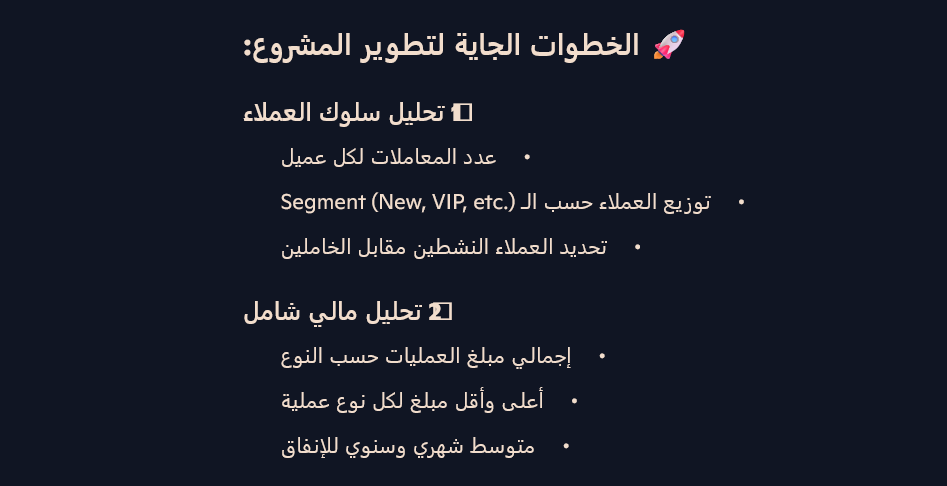 🚀 الخطوات الجاية لتطوير المشروع:
1️⃣ تحليل سلوك العملاء
• عدد المعاملات لكل عميل
• توزيع العملاء حسب الـ Segment (New, VIP, etc.)
• تحديد العملاء النشطين مقابل الخاملين
2️⃣ تحليل مالي شامل
• إجمالي مبلغ العمليات حسب النوع
• أعلى وأقل مبلغ لكل نوع عملية
• متوسط شهري وسنوي للإنفاق